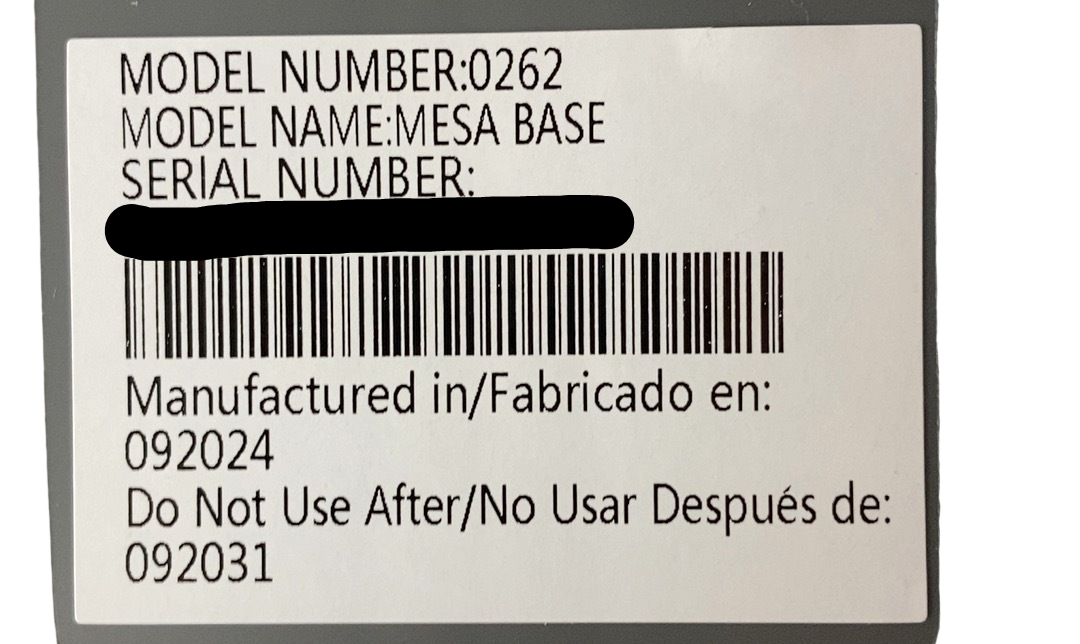 MODEL NUMBER:0262
MODEL NAME:MESA BASE
SERIAL NUMBER:
Manufactured in/Fabricado en:
092024
Do Not Use After/No Usar Después de:
092031